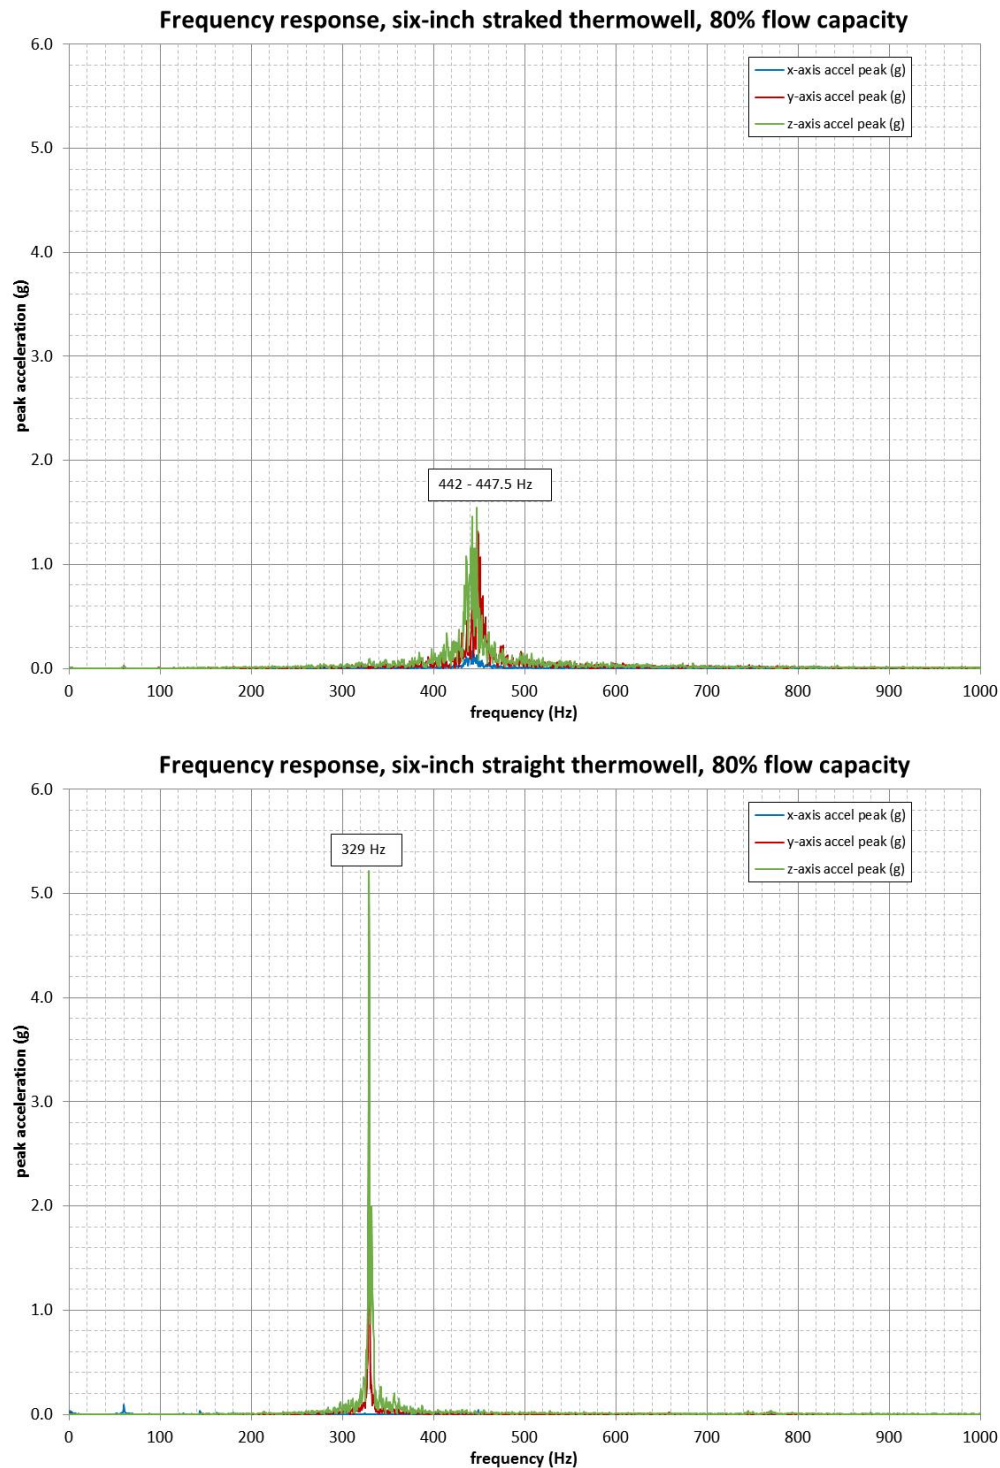 Frequency response, six-inch straked thermowell, 80% flow capacity
6.0
5.0
4.0
3.0
2.0
1.0
0.0
peak acceleration (g)
x-axis accel peak (g)
y-axis accel peak (g)
z-axis accel peak (g)
442 - 447.5 Hz
0 100 200 300 400 500 600 700 800 900 1000
frequency (Hz)
Frequency response, six-inch straight thermowell, 80% flow capacity
6.0
5.0
4.0
3.0
2.0
1.0
0.0
peak acceleration (g)
x-axis accel peak (g)
y-axis accel peak (g)
z-axis accel peak (g)
329 Hz
0 100 200 300 400 500 600 700 800 900 1000
frequency (Hz)